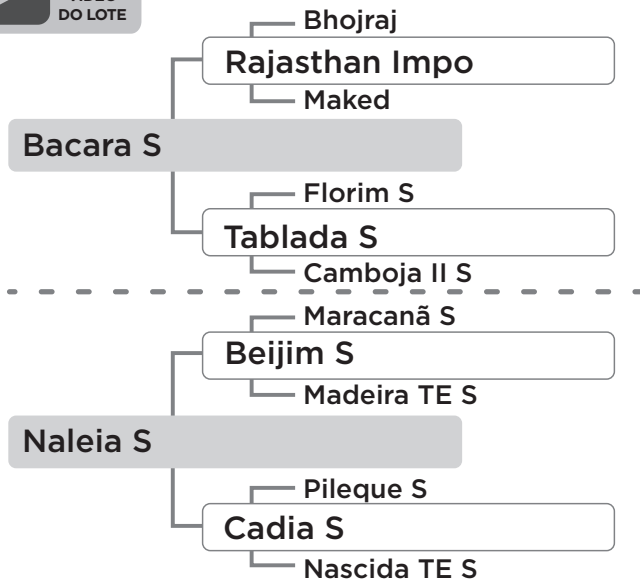 DO LOTE
Bhojraj
Rajasthan Impo
Maked
Bacara S
Florim S
Tablada S
Camboja II S
Maracanã S
Beijim S
Madeira TE S
Naleia S
Pileque S
Cadia S
Nascida TE S